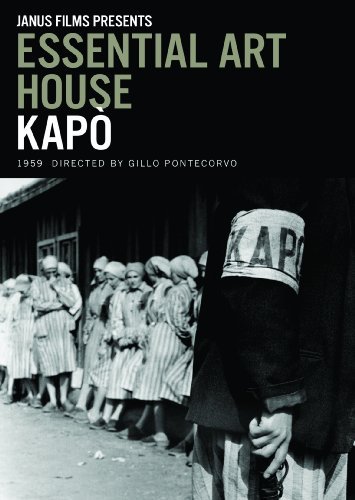 JANUS FILMS PRESENTS
ESSENTIAL ART
HOUSE
KAPÒ
1959 DIRECTED BY GILLO PONTECORVO
KAPO